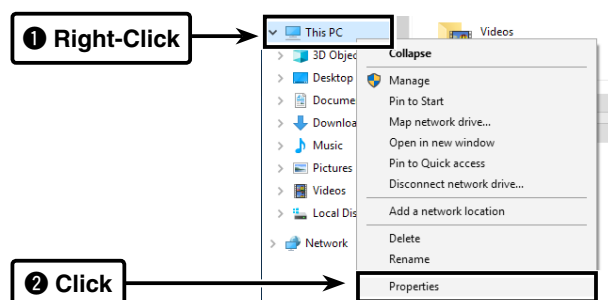 ❶ Right-Click
This PC
3D Objec
Desktop
Docume
Downloa
Music
Pictures
Videos
Local Dis
Network
Videos
Collapse
Manage
Pin to Start
Map network drive...
Open in new window
Pin to Quick access
Disconnect network drive...
Add a network location
Delete
Rename
❷ Click
Properties